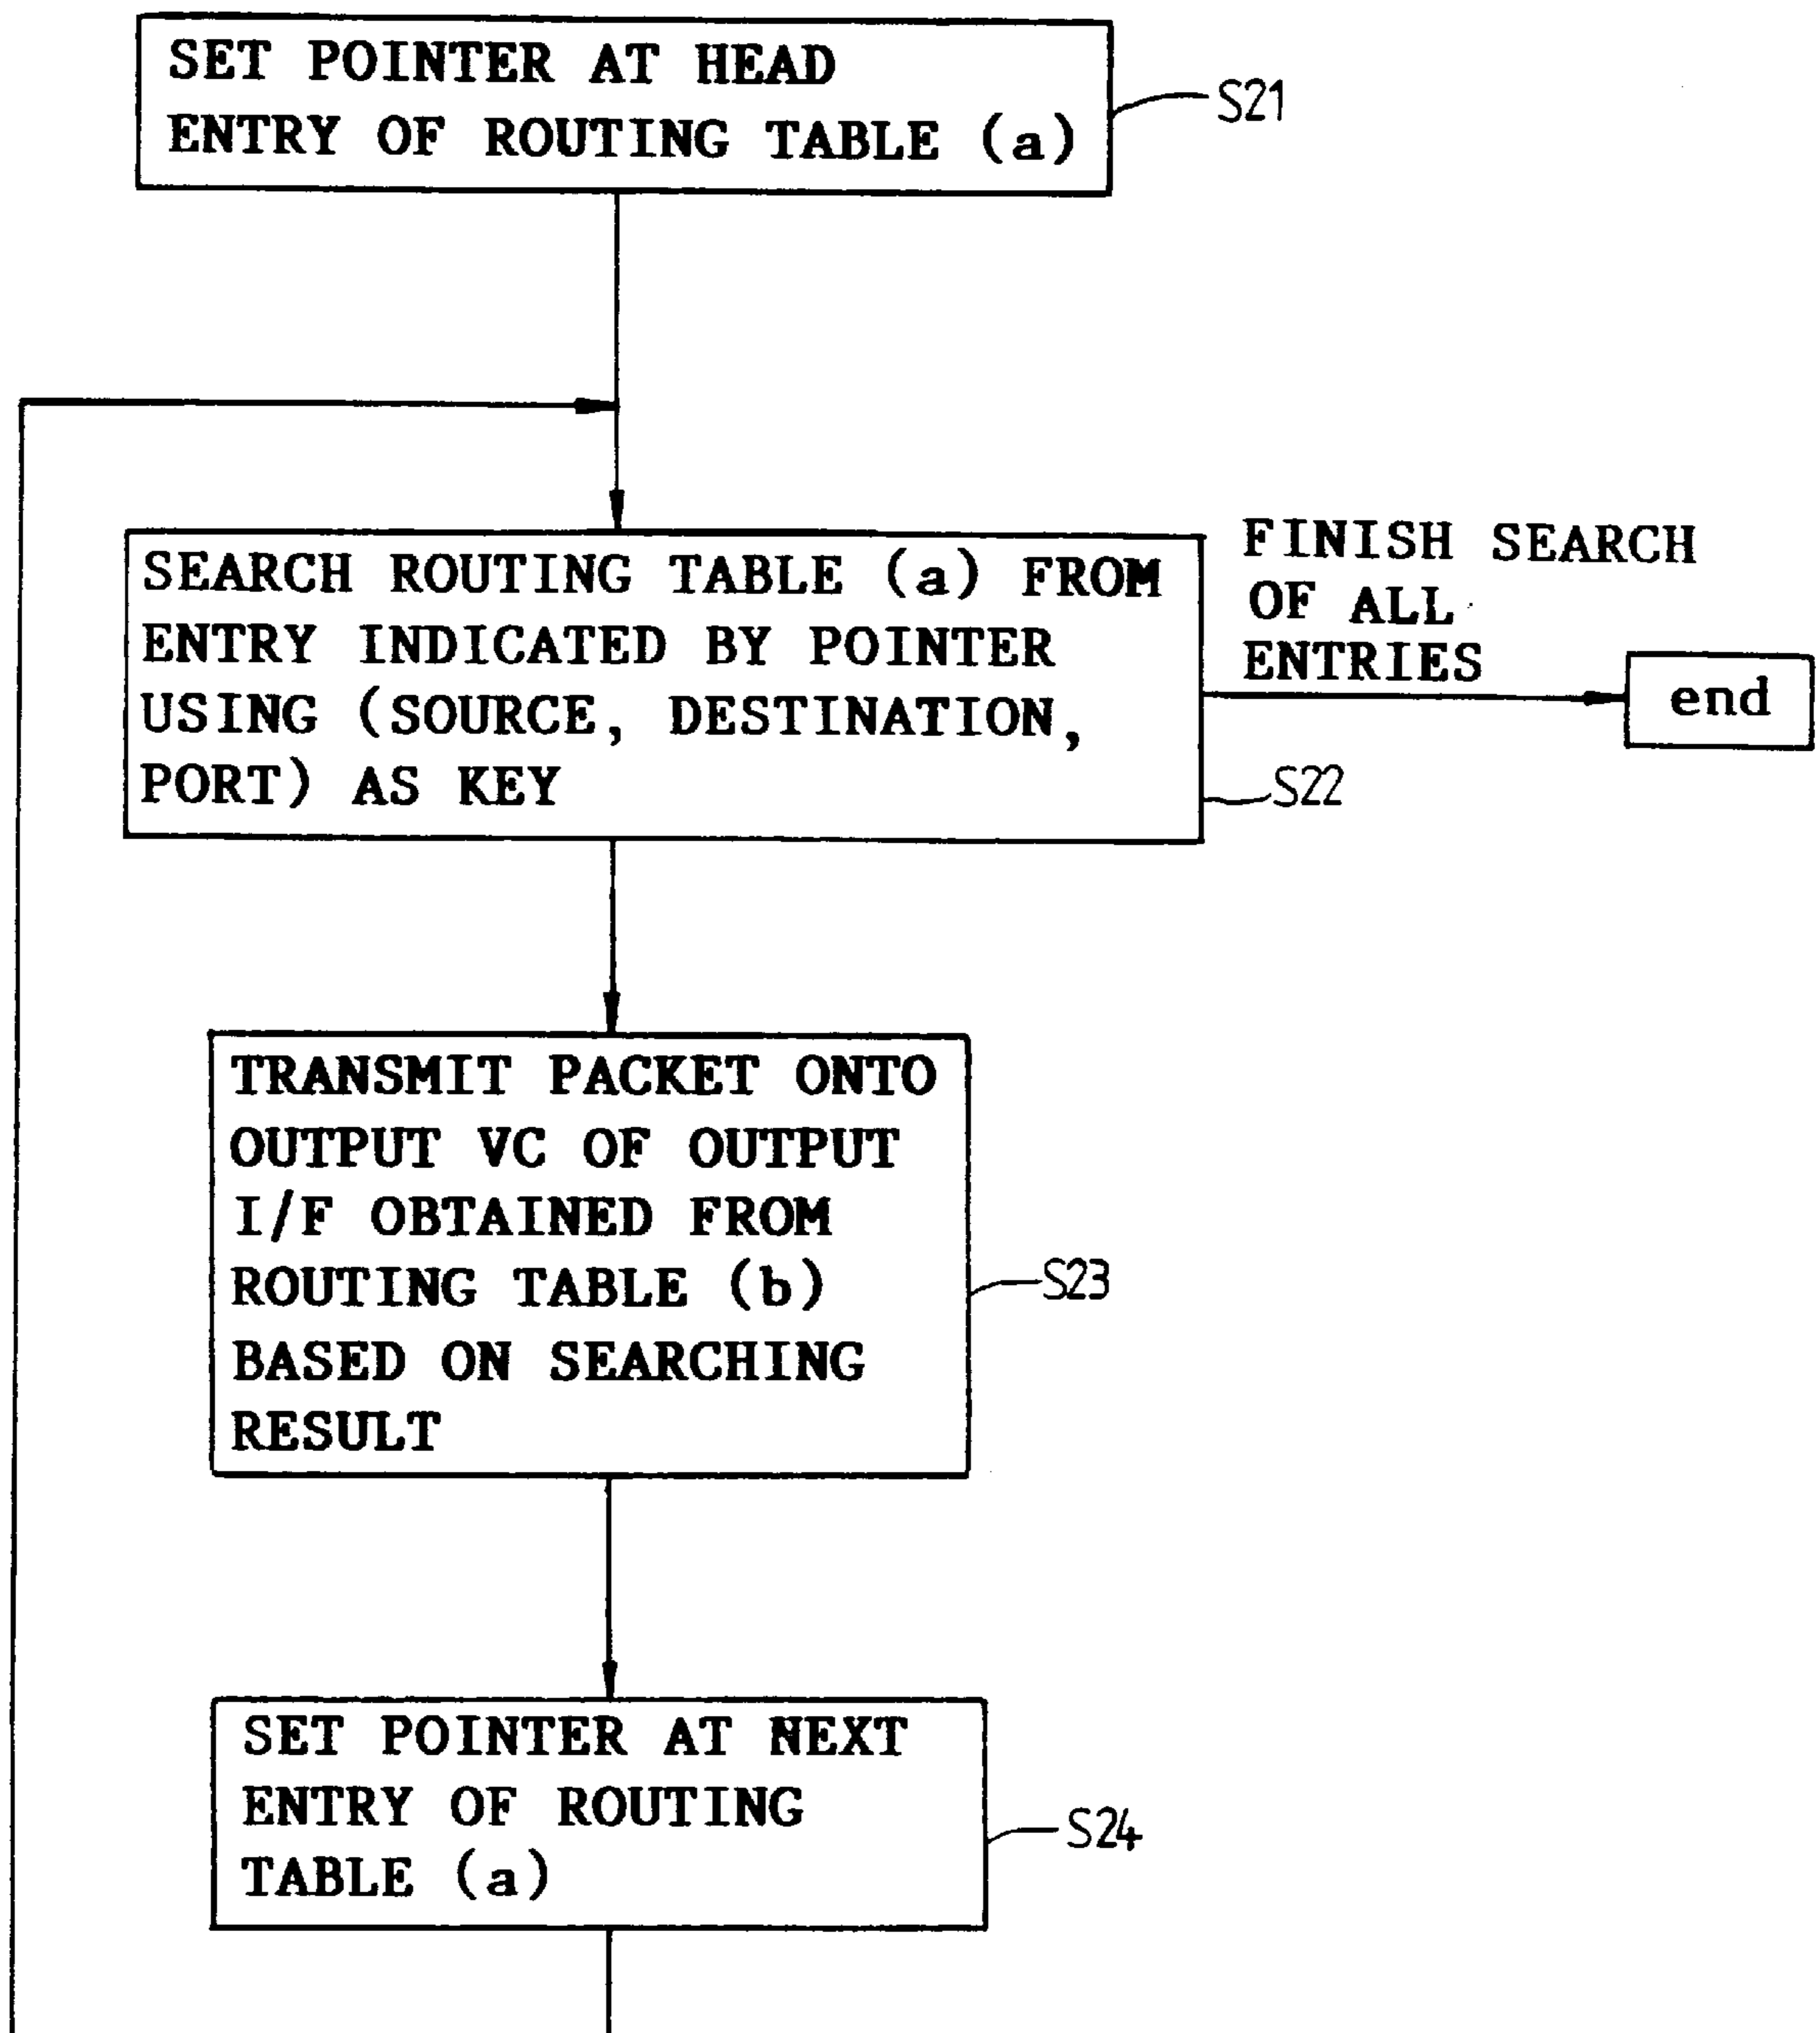 SET POINTER AT HEAD
ENTRY OF ROUTING TABLE (a)
S21
SEARCH ROUTING TABLE (a) FROM
ENTRY INDICATED BY POINTER
USING (SOURCE, DESTINATION,
PORT) AS KEY
S22
FINISH SEARCH
OF ALL
ENTRIES
end
TRANSMIT PACKET ONTO
OUTPUT VC OF OUTPUT
I/F OBTAINED FROM
ROUTING TABLE (b)
BASED ON SEARCHING
RESULT
S23
SET POINTER AT NEXT
ENTRY OF ROUTING
TABLE (a)
S24